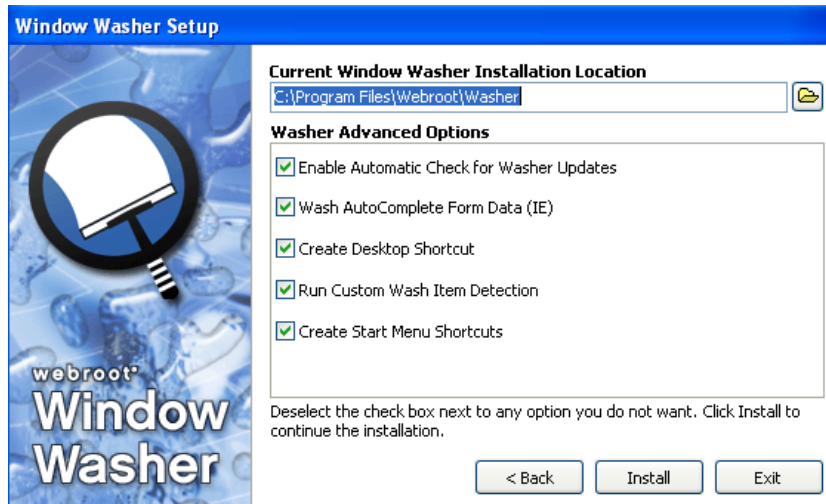 Window Washer Setup
Current Window Washer Installation Location
C:\Program Files\Webroot\Washer
Washer Advanced Options
Enable Automatic Check for Washer Updates
Wash AutoComplete Form Data (IE)
Create Desktop Shortcut
Run Custom Wash Item Detection
Create Start Menu Shortcuts
webroot®
Window
Washer
Deselect the check box next to any option you do not want. Click Install to
continue the installation.
< Back
Install
Exit